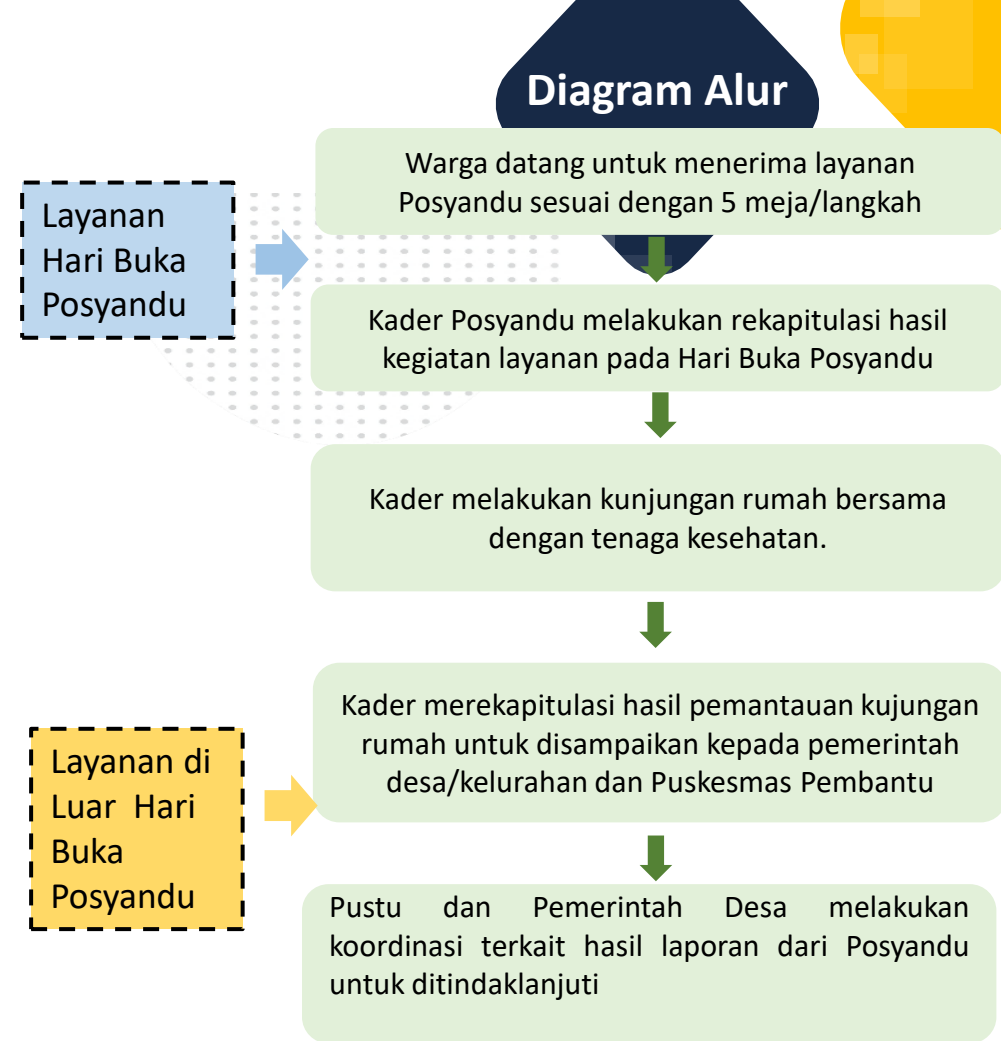 Diagram Alur
Warga datang untuk menerima layanan
Posyandu sesuai dengan 5 meja/langkah
Layanan
Hari Buka
Posyandu
Kader Posyandu melakukan rekapitulasi hasil
kegiatan layanan pada Hari Buka Posyandu
Kader melakukan kunjungan rumah bersama
dengan tenaga kesehatan.
Kader merekapitulasi hasil pemantauan kujungan
rumah untuk disampaikan kepada pemerintah
desa/kelurahan dan Puskesmas Pembantu
Layanan di
Luar Hari
Buka
Posyandu
Pustu dan Pemerintah Desa melakukan
koordinasi terkait hasil laporan dari Posyandu
untuk ditindaklanjuti